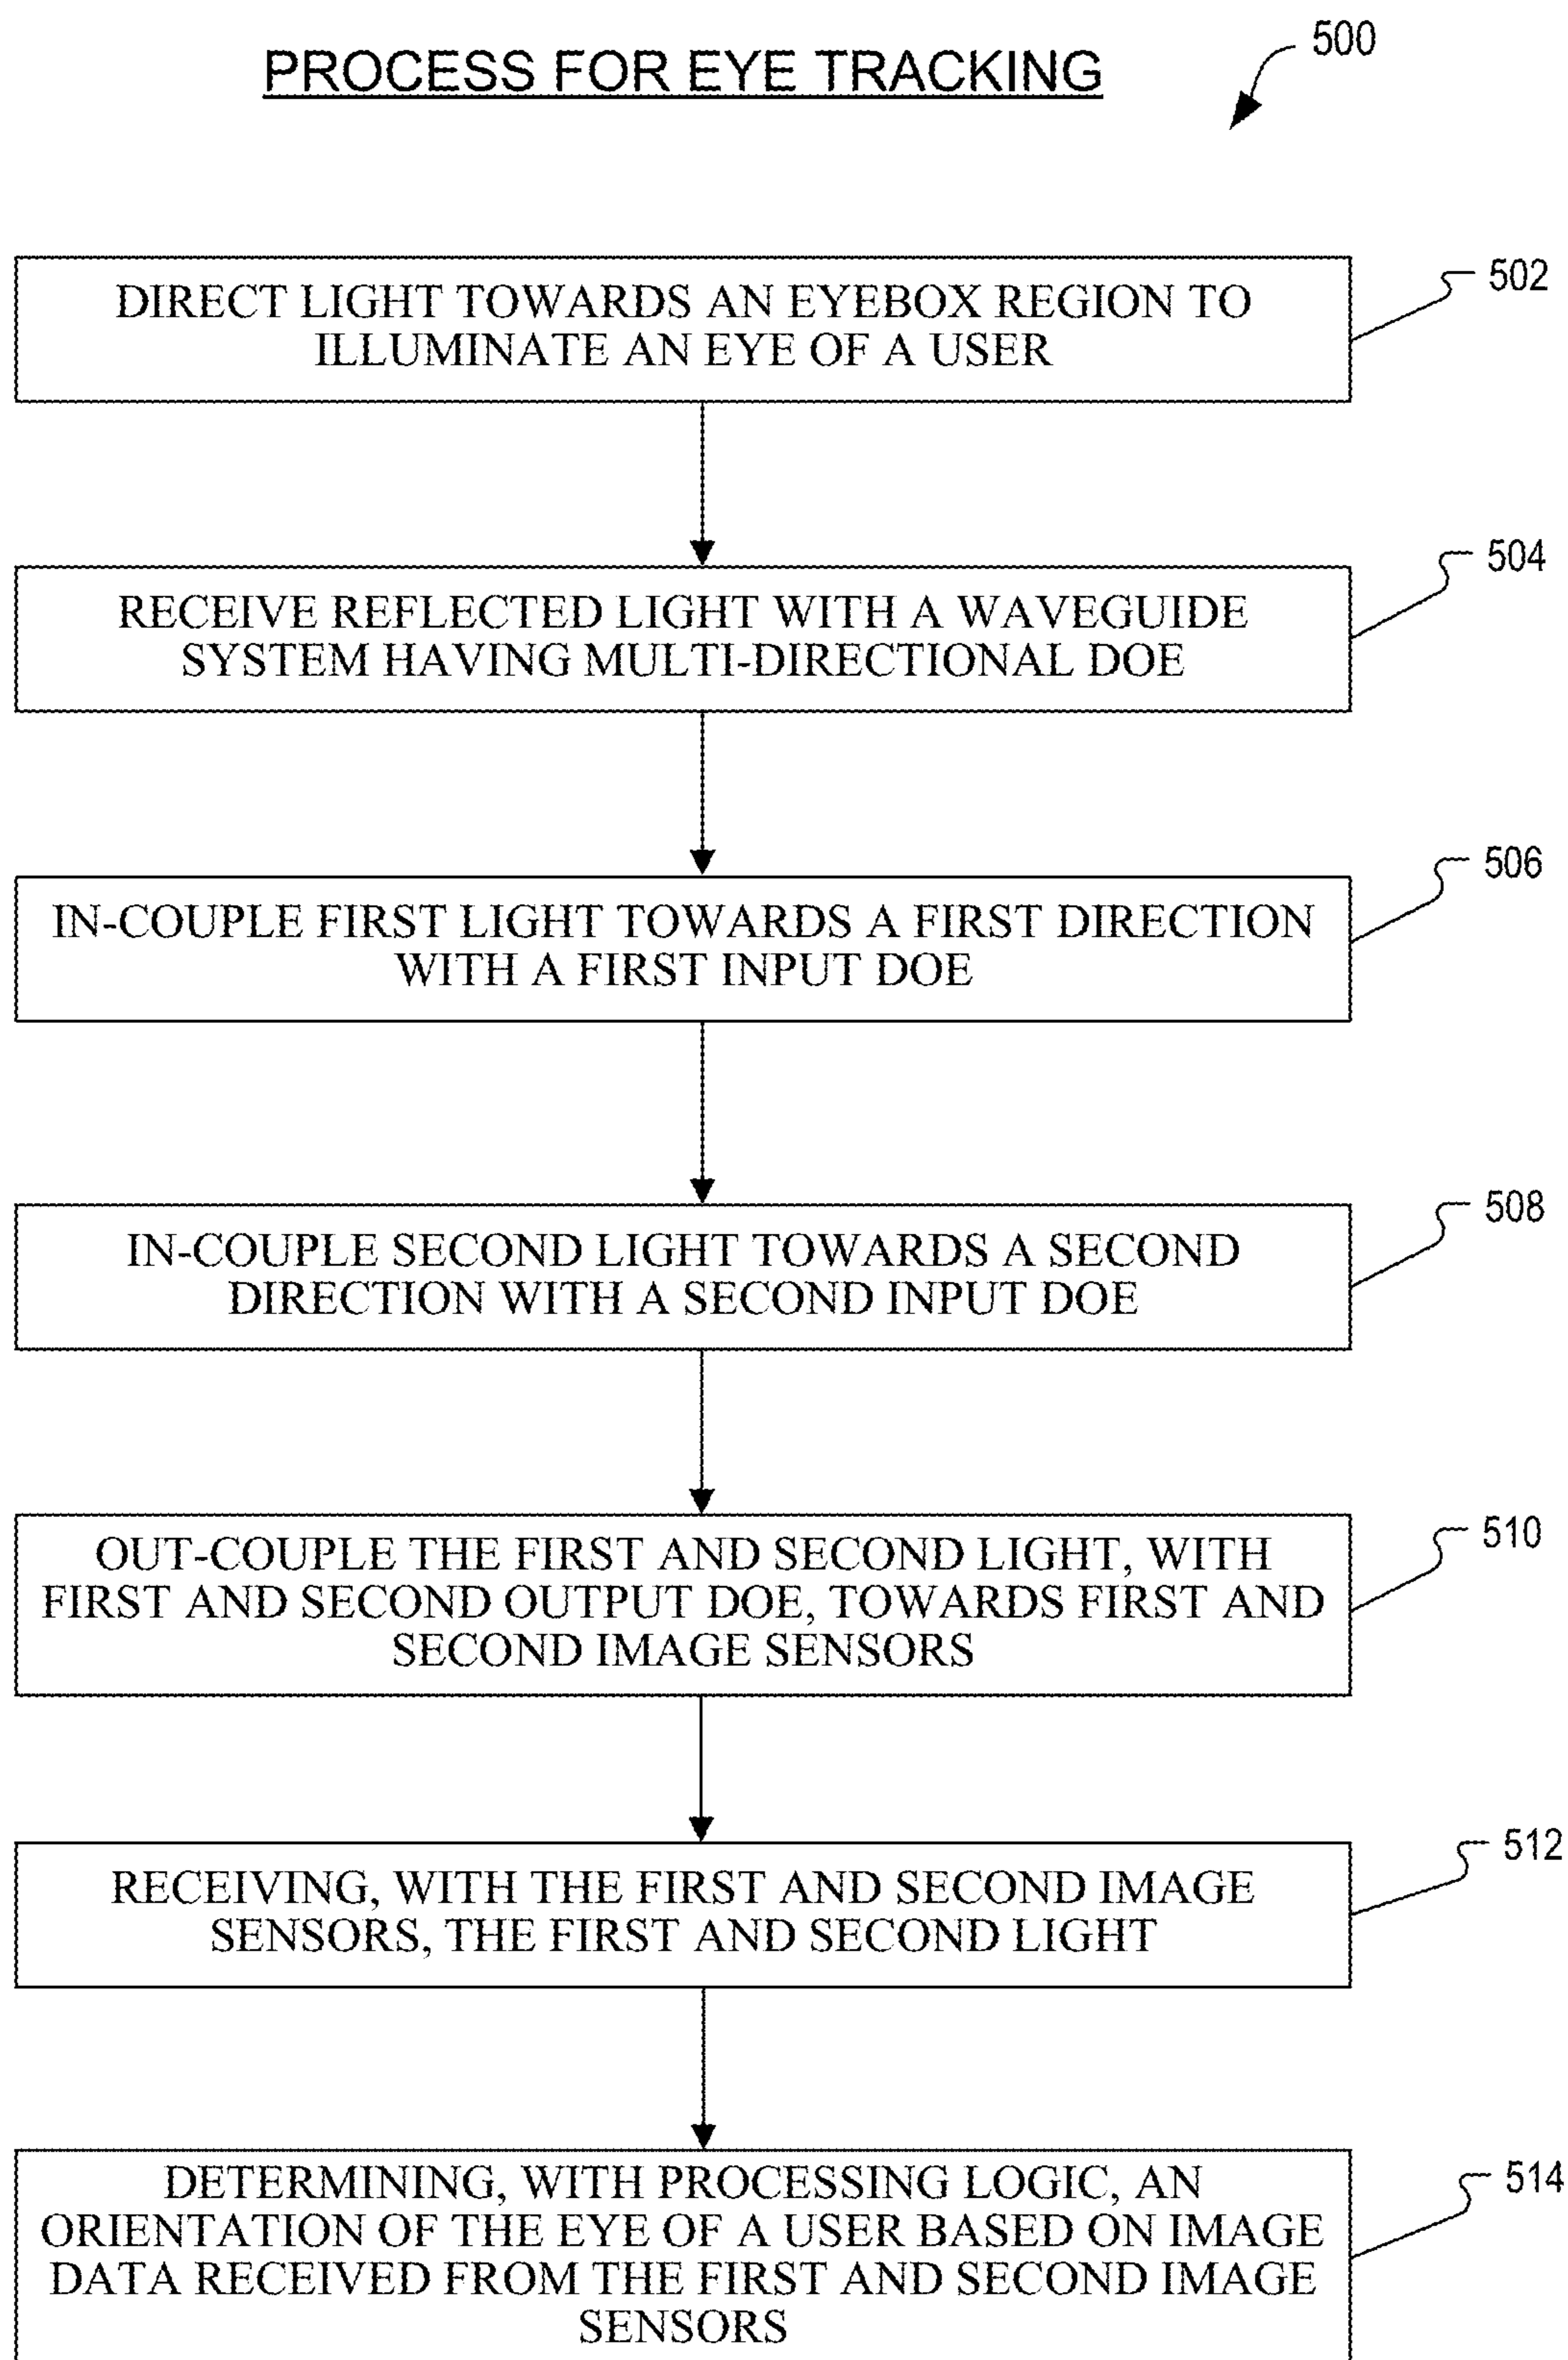 PROCESS FOR EYE TRACKING
500
DIRECT LIGHT TOWARDS AN EYEBOX REGION TO
ILLUMINATE AN EYE OF A USER
502
RECEIVE REFLECTED LIGHT WITH A WAVEGUIDE
SYSTEM HAVING MULTI-DIRECTIONAL DOE
504
IN-COUPLE FIRST LIGHT TOWARDS A FIRST DIRECTION
WITH A FIRST INPUT DOE
506
IN-COUPLE SECOND LIGHT TOWARDS A SECOND
DIRECTION WITH A SECOND INPUT DOE
508
OUT-COUPLE THE FIRST AND SECOND LIGHT, WITH
FIRST AND SECOND OUTPUT DOE, TOWARDS FIRST AND
SECOND IMAGE SENSORS
510
RECEIVING, WITH THE FIRST AND SECOND IMAGE
SENSORS, THE FIRST AND SECOND LIGHT
512
DETERMINING, WITH PROCESSING LOGIC, AN
ORIENTATION OF THE EYE OF A USER BASED ON IMAGE
DATA RECEIVED FROM THE FIRST AND SECOND IMAGE
SENSORS
514